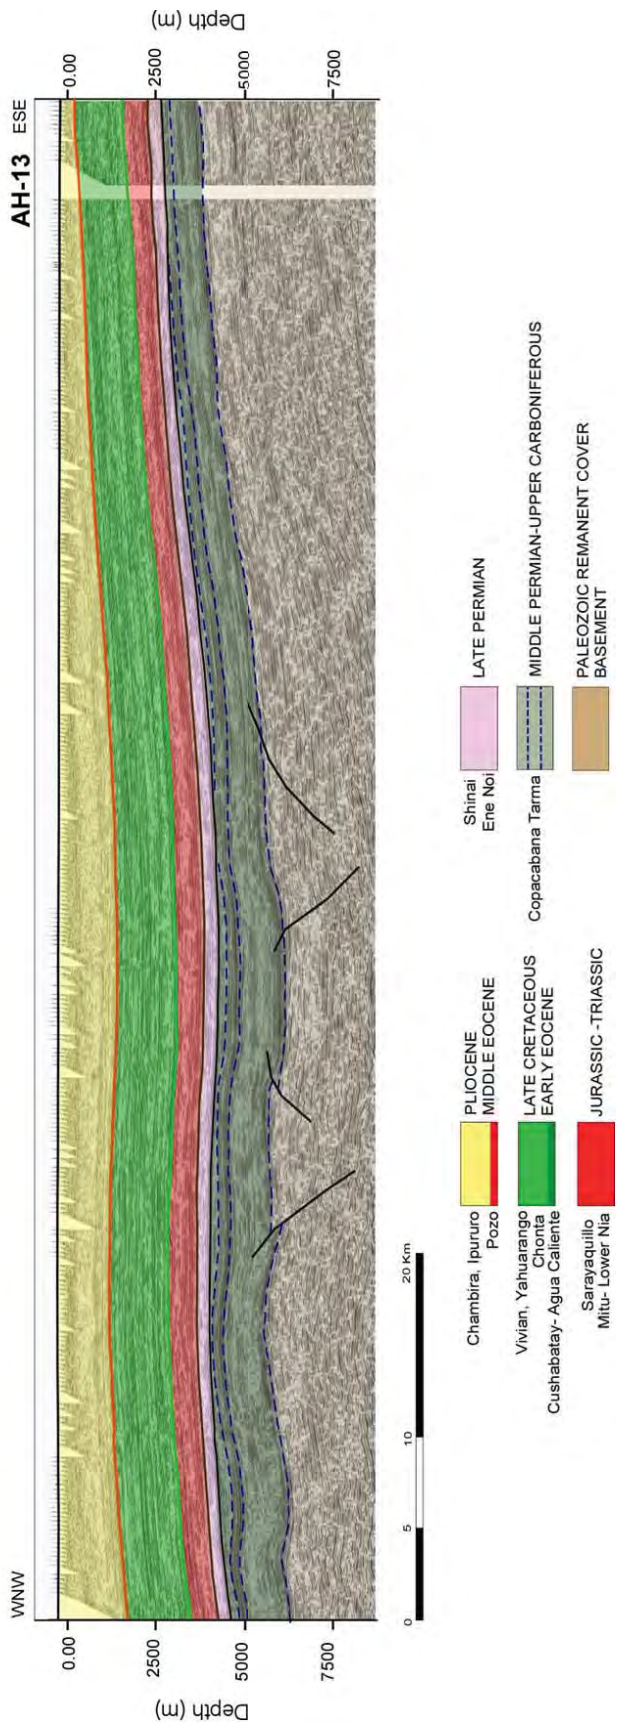 WNW
AH-13 ESE
Depth (m)
0.00
2500
5000
7500
Depth (m)
0.00
2500
5000
7500
0 5 10 20 Km
Chambira, Ipururo
Pozo
PLIOCENE
MIDDLE EOCENE
Vivian, Yahuarango
Chonta
Cushabatay- Agua Caliente
LATE CRETACEOUS
EARLY EOCENE
Sarayaquillo
Mitu- Lower Nia
JURASSIC -TRIASSIC
Shinai
Ene Noi
LATE PERMIAN
Copacabana Tarma
MIDDLE PERMIAN-UPPER CARBONIFEROUS
PALEOZOIC REMANENT COVER
BASEMENT